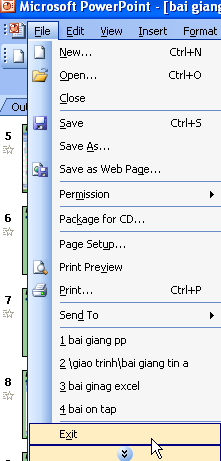 Microsoft PowerPoint - [bai giang
File Edit View Insert Format
New... Ctrl+N
Open... Ctrl+O
Close
Save Ctrl+S
Save As...
Save as Web Page...
Permission
Package for CD...
Page Setup...
Print Preview
Print... Ctrl+P
Send To
1 bai giang pp
2 \giao trinh\bai giang tin a
3 bai ginag excel
4 bai on tap
Exit
Out
5
6
7
8